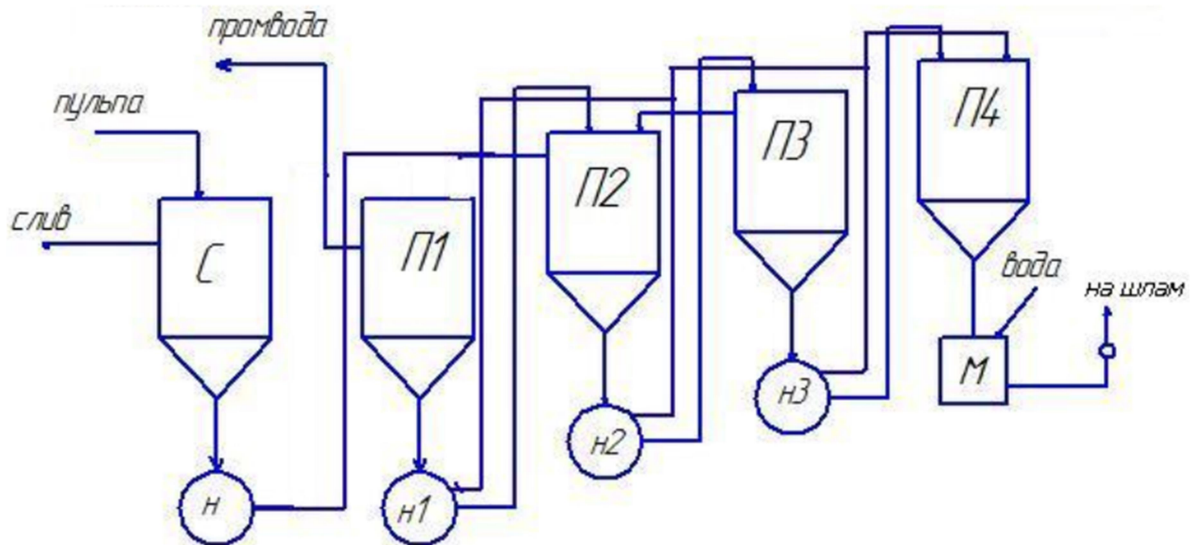 промвода
пульпа
слив
С
П1
П2
П3
П4
вода
на шлам
М
н
н1
н2
н3